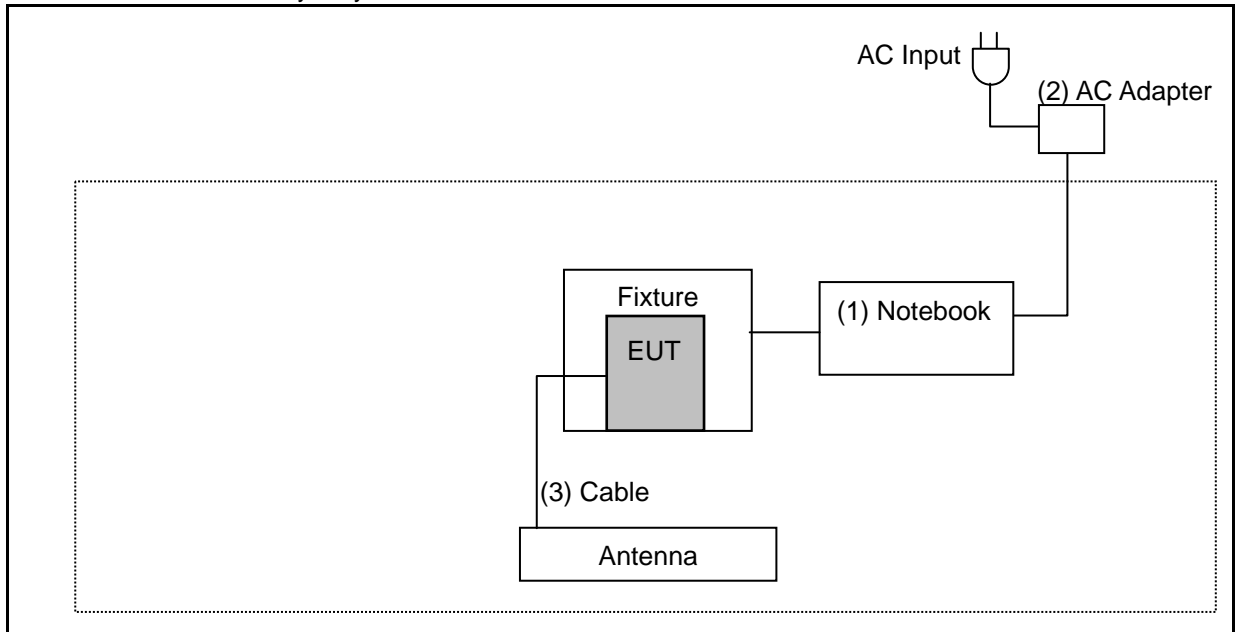 AC Input
(2) AC Adapter
Fixture
(1) Notebook
EUT
(3) Cable
Antenna